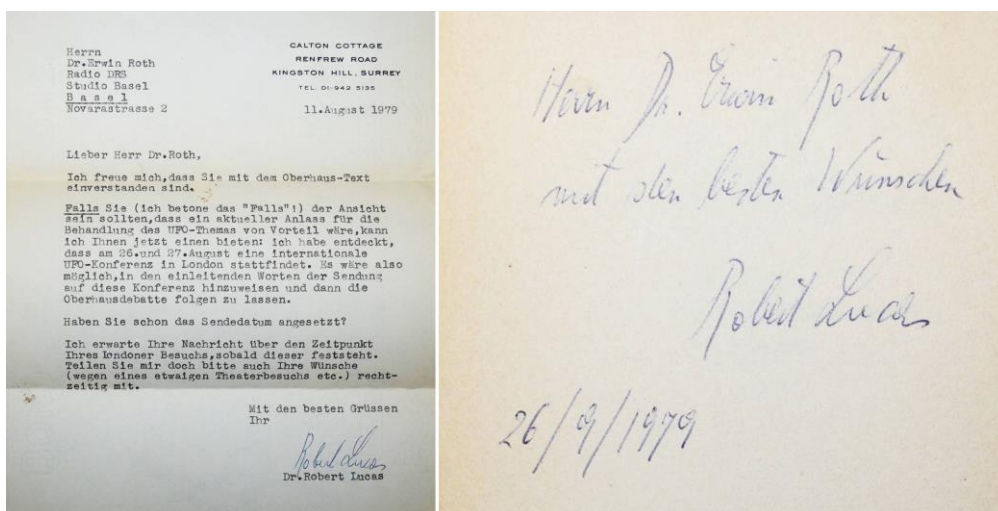 Herrn
Dr.Erwin Roth
Radio DRS
Studio Basel
B a s e l
Novarastrasse 2
CALTON COTTAGE
RENFREW ROAD
KINGSTON HILL, SURREY
TEL. 01-942 5135
11.August 1979
Lieber Herr Dr.Roth,
Ich freue mich,dass Sie mit dem Oberhaus-Text
einverstanden sind.
Falls Sie (ich betone das "Falls"!) der Ansicht
sein sollten,dass ein aktueller Anlass für die
Behandlung des UFO-Themas von Vorteil wäre,kann
ich Ihnen jetzt einen bieten: ich habe entdeckt,
dass am 26.und 27.August eine internationale
UFO-Konferenz in London stattfindet. Es wäre also
möglich,in den einleitenden Worten der Sendung
auf diese Konferenz hinzuweisen und dann die
Oberhausdebatte folgen zu lassen.
Haben Sie schon das Sendedatum angesetzt?
Ich erwarte Ihre Nachricht über den Zeitpunkt
Ihres londoner Besuchs,sobald dieser feststeht.
Teilen Sie mir doch bitte auch Ihre Wünsche
(wegen eines etwaigen Theaterbesuchs etc.) recht-
zeitig mit.
Mit den besten Grüssen
Ihr
Robert Lucas
Dr.Robert Lucas
Herrn Dr. Erwin Roth
mit den besten Wünschen
Robert Lucas
26/9/1979